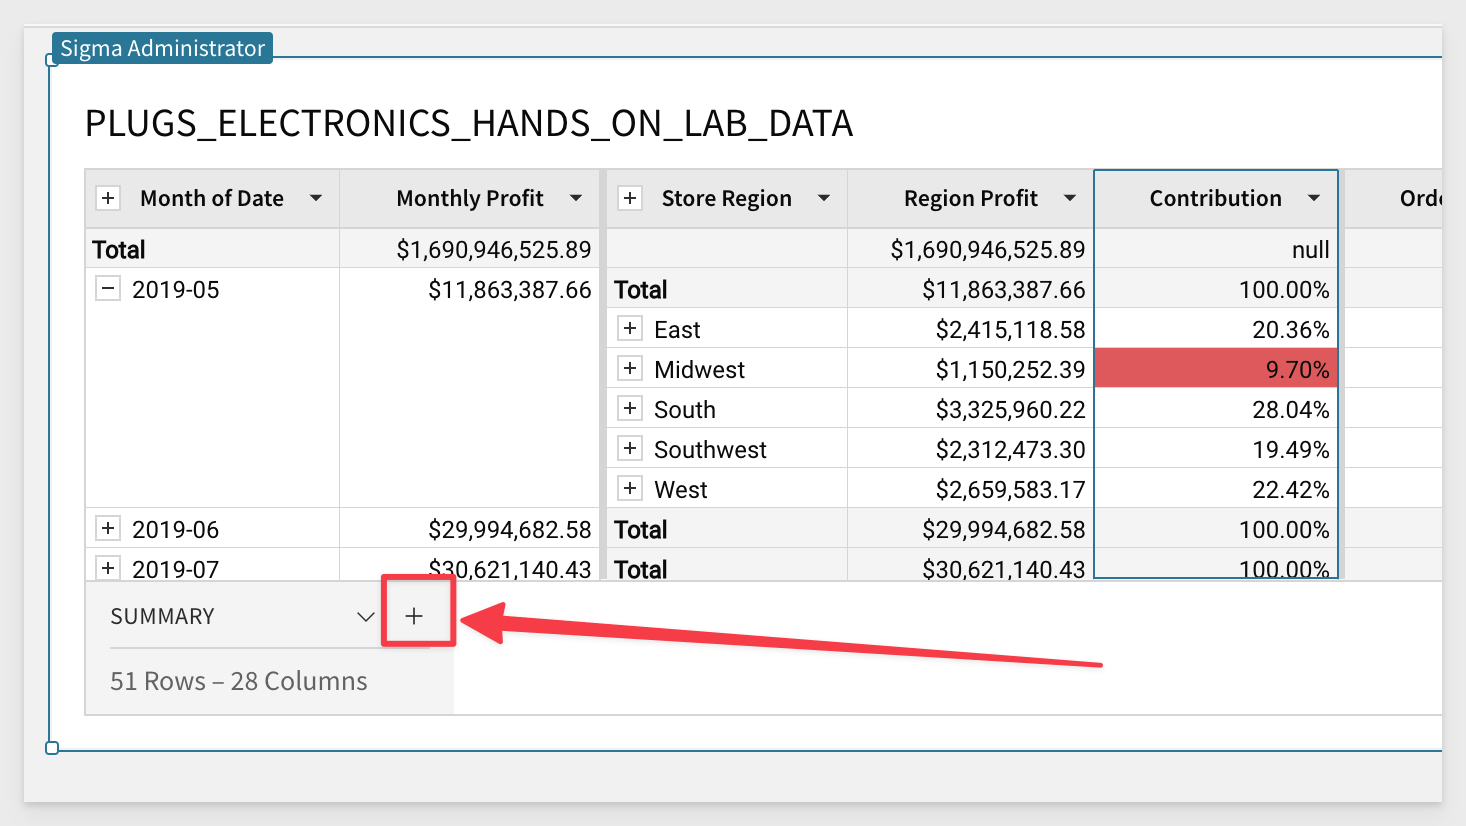 Sigma Administrator
PLUGS_ELECTRONICS_HANDS_ON_LAB_DATA
+ Month of Date Monthly Profit + Store Region Region Profit Contribution Orde
Total $1,690,946,525.89 $1,690,946,525.89 null
− 2019-05 $11,863,387.66 Total $11,863,387.66 100.00%
+ East $2,415,118.58 20.36%
+ Midwest $1,150,252.39 9.70%
+ South $3,325,960.22 28.04%
+ Southwest $2,312,473.30 19.49%
+ West $2,659,583.17 22.42%
+ 2019-06 $29,994,682.58 Total $29,994,682.58 100.00%
+ 2019-07 $30,621,140.43 Total $30,621,140.43 100.00%
SUMMARY +
51 Rows – 28 Columns